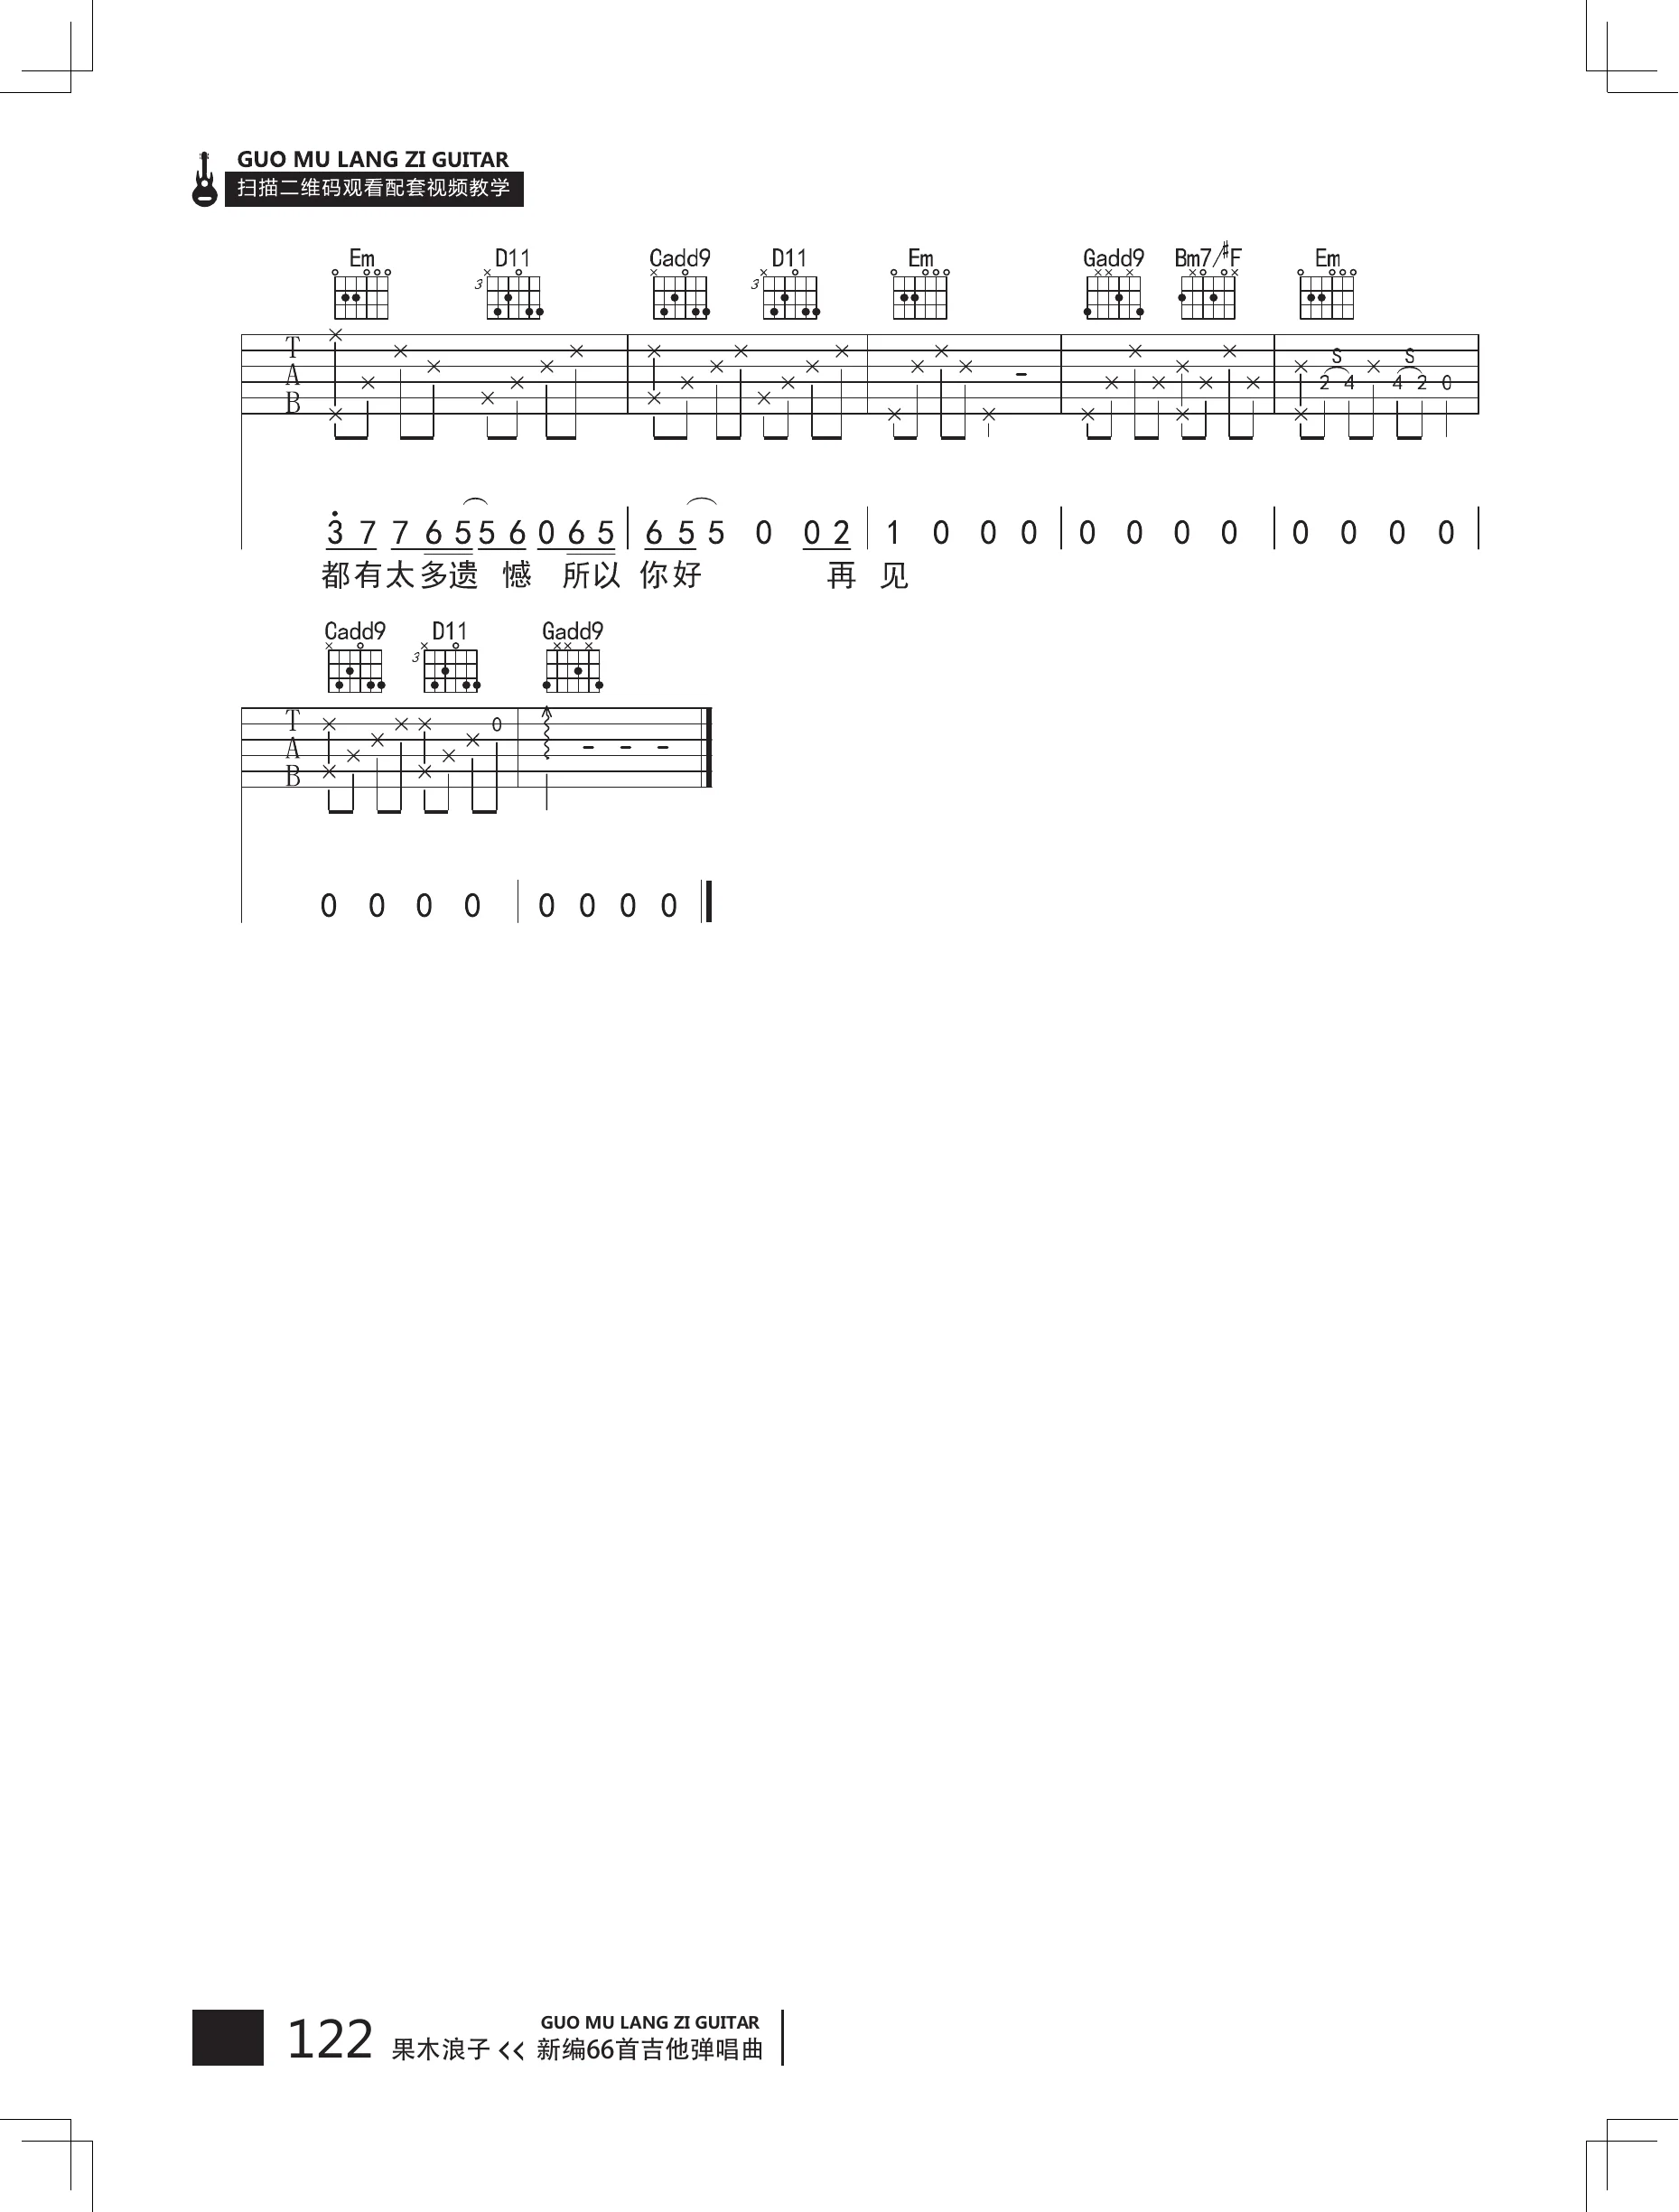 GUO MU LANG ZI GUITAR
扫描二维码观看配套视频教学
Em D11 Cadd9 D11 Em Gadd9 Bm7/#F Em
3 3
T
A
B
S S
2 4 4 2 0
3 7 7 6 5 5 6 0 6 5 6 5 5 0 0 2 1 0 0 0 0 0 0 0 0 0 0 0
都有太多遗 憾 所以 你好 再 见
Cadd9 D11 Gadd9
3
T
A
B
0
0 0 0 0 0 0 0 0
122 果木浪子 << GUO MU LANG ZI GUITAR
新编66首吉他弹唱曲